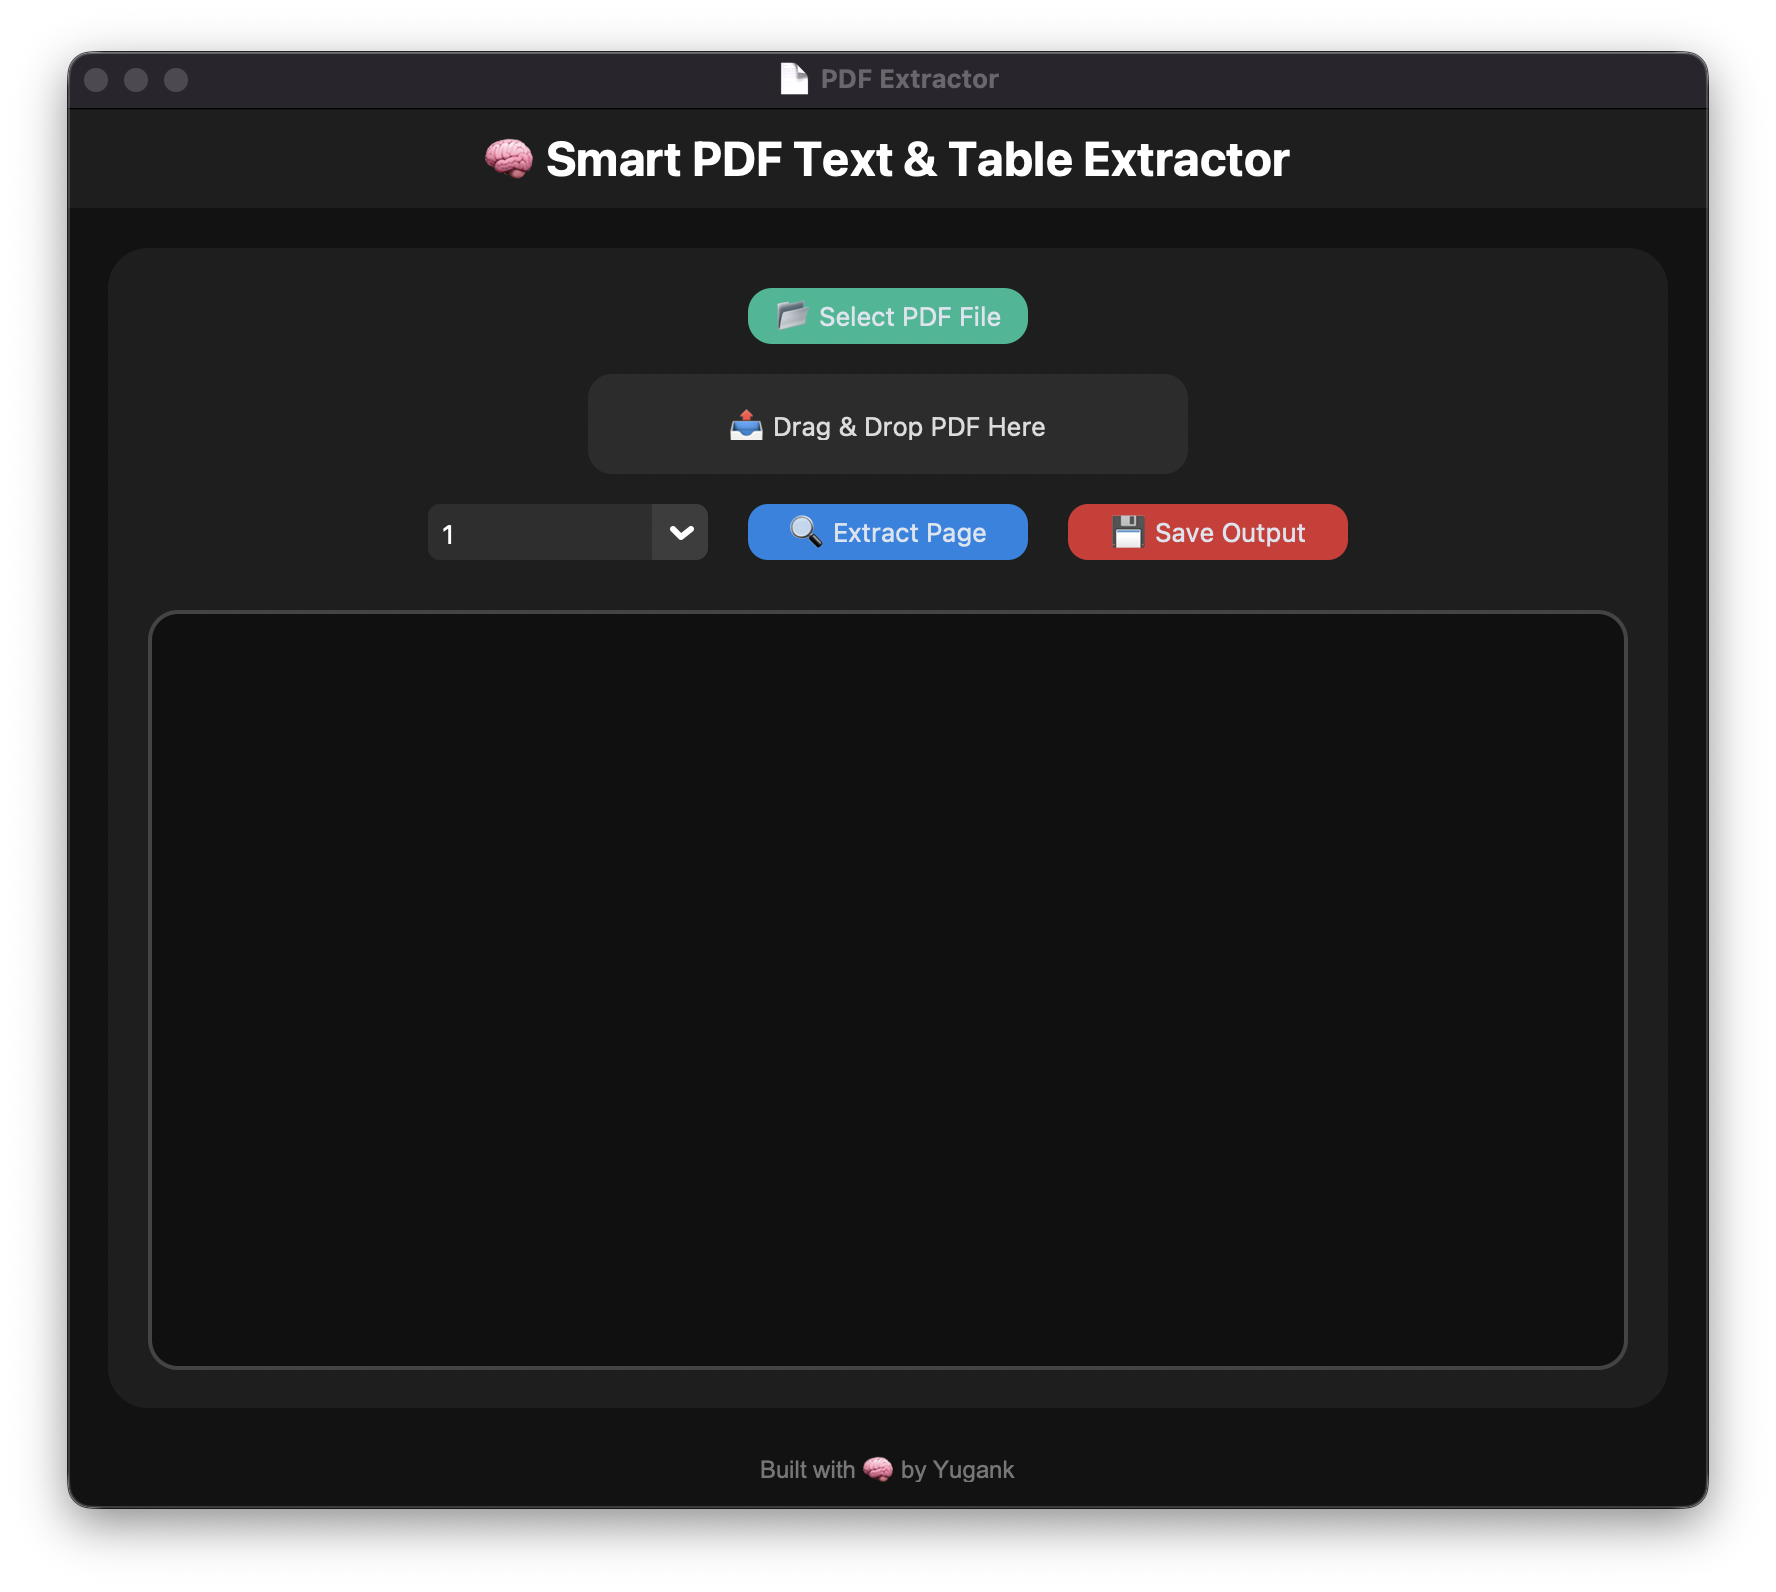 📄 PDF Extractor
🧠 Smart PDF Text & Table Extractor
📂 Select PDF File
📤 Drag & Drop PDF Here
1
🔍 Extract Page
💾 Save Output
Built with 🧠 by Yugank